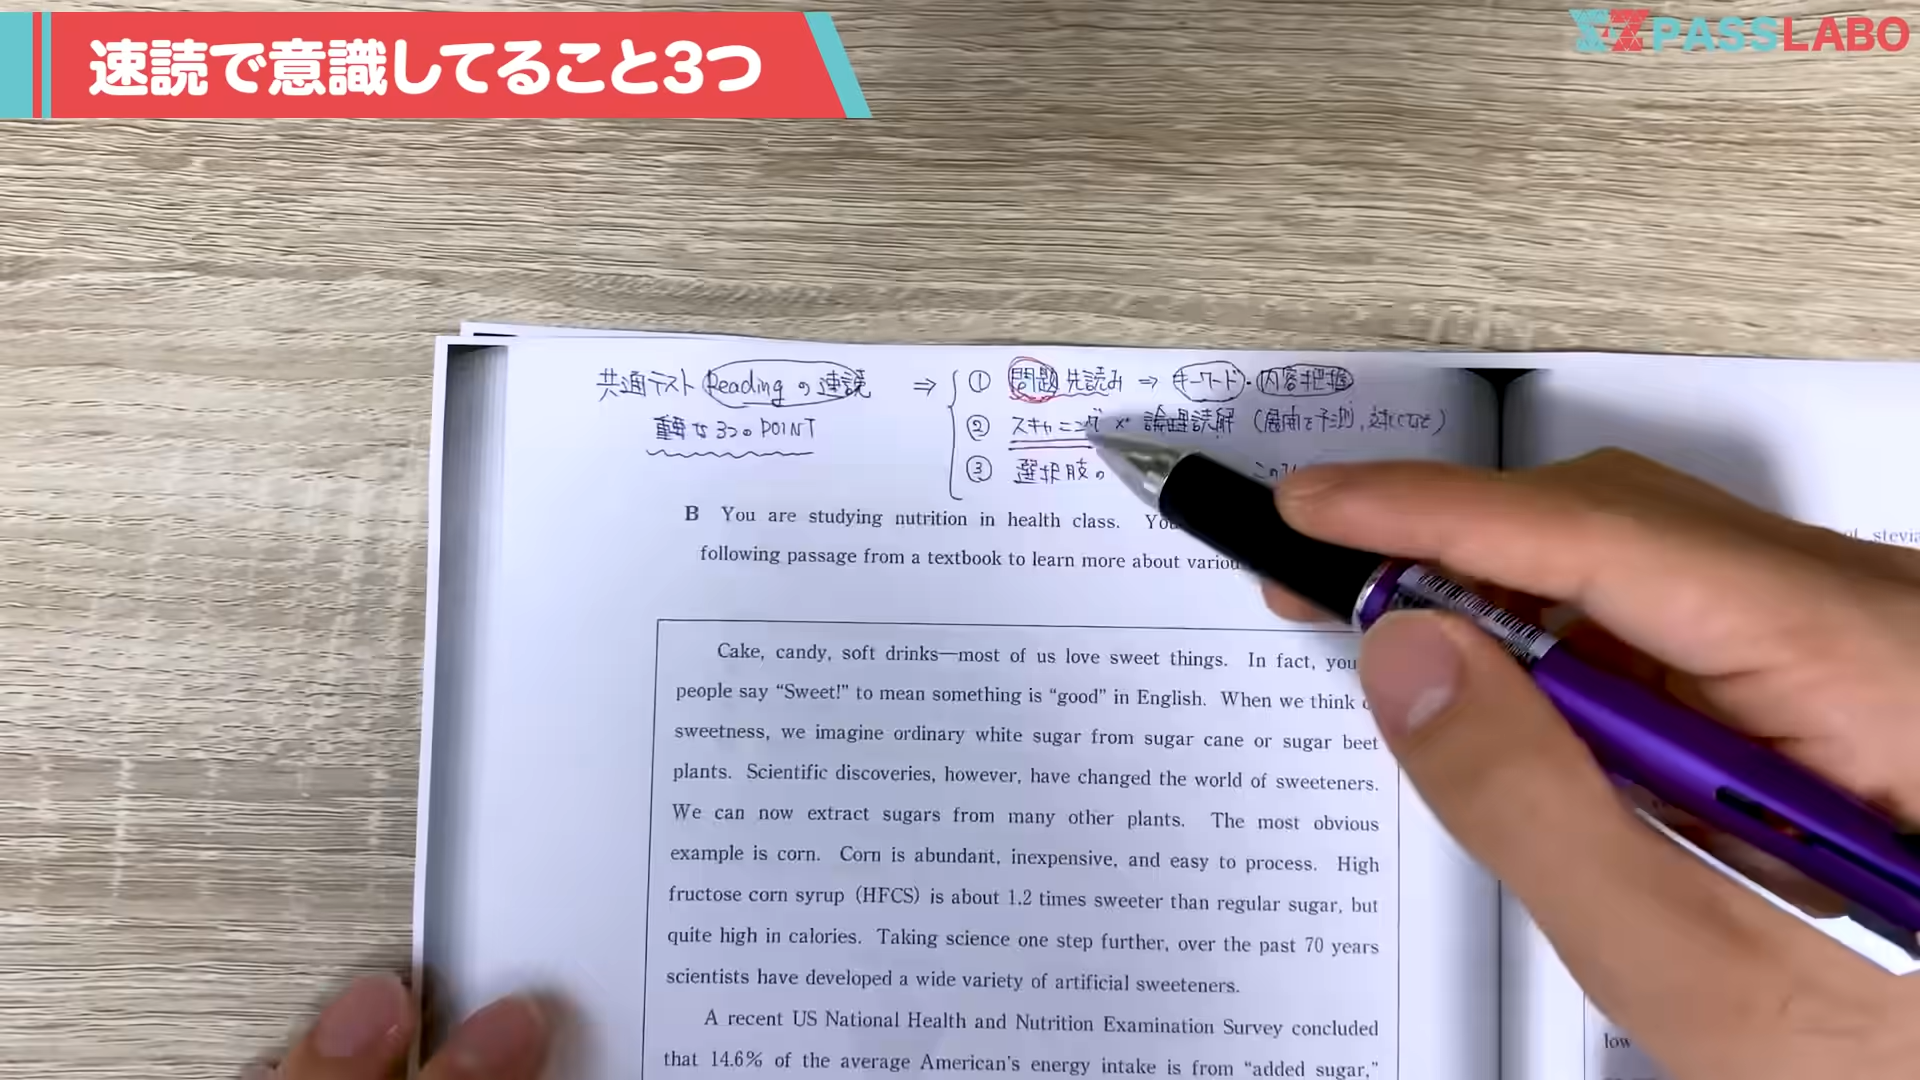 速読で意識してること3つ
PASSLABO
共通テスト Readingの速読 ⇒ ① 問題先読み ⇒ キーワード・内容把握
重要な3つのPOINT
② スキャニング × 論理読解 (展開を予測, 対比など)
③ 選択肢の
B You are studying nutrition in health class. You
following passage from a textbook to learn more about
Cake, candy, soft drinks—most of us love sweet things. In fact,
people say “Sweet!” to mean something is “good” in English. When we think
sweetness, we imagine ordinary white sugar from sugar cane or sugar beet
plants. Scientific discoveries, however, have changed the world of sweeteners.
We can now extract sugars from many other plants. The most obvious
example is corn. Corn is abundant, inexpensive, and easy to process. High
fructose corn syrup (HFCS) is about 1.2 times sweeter than regular sugar, but
quite high in calories. Taking science one step further, over the past 70 years
scientists have developed a wide variety of artificial sweeteners.
A recent US National Health and Nutrition Examination Survey concluded
that 14.6% of the average American's energy intake is from “added sugar,”
of stevia
low